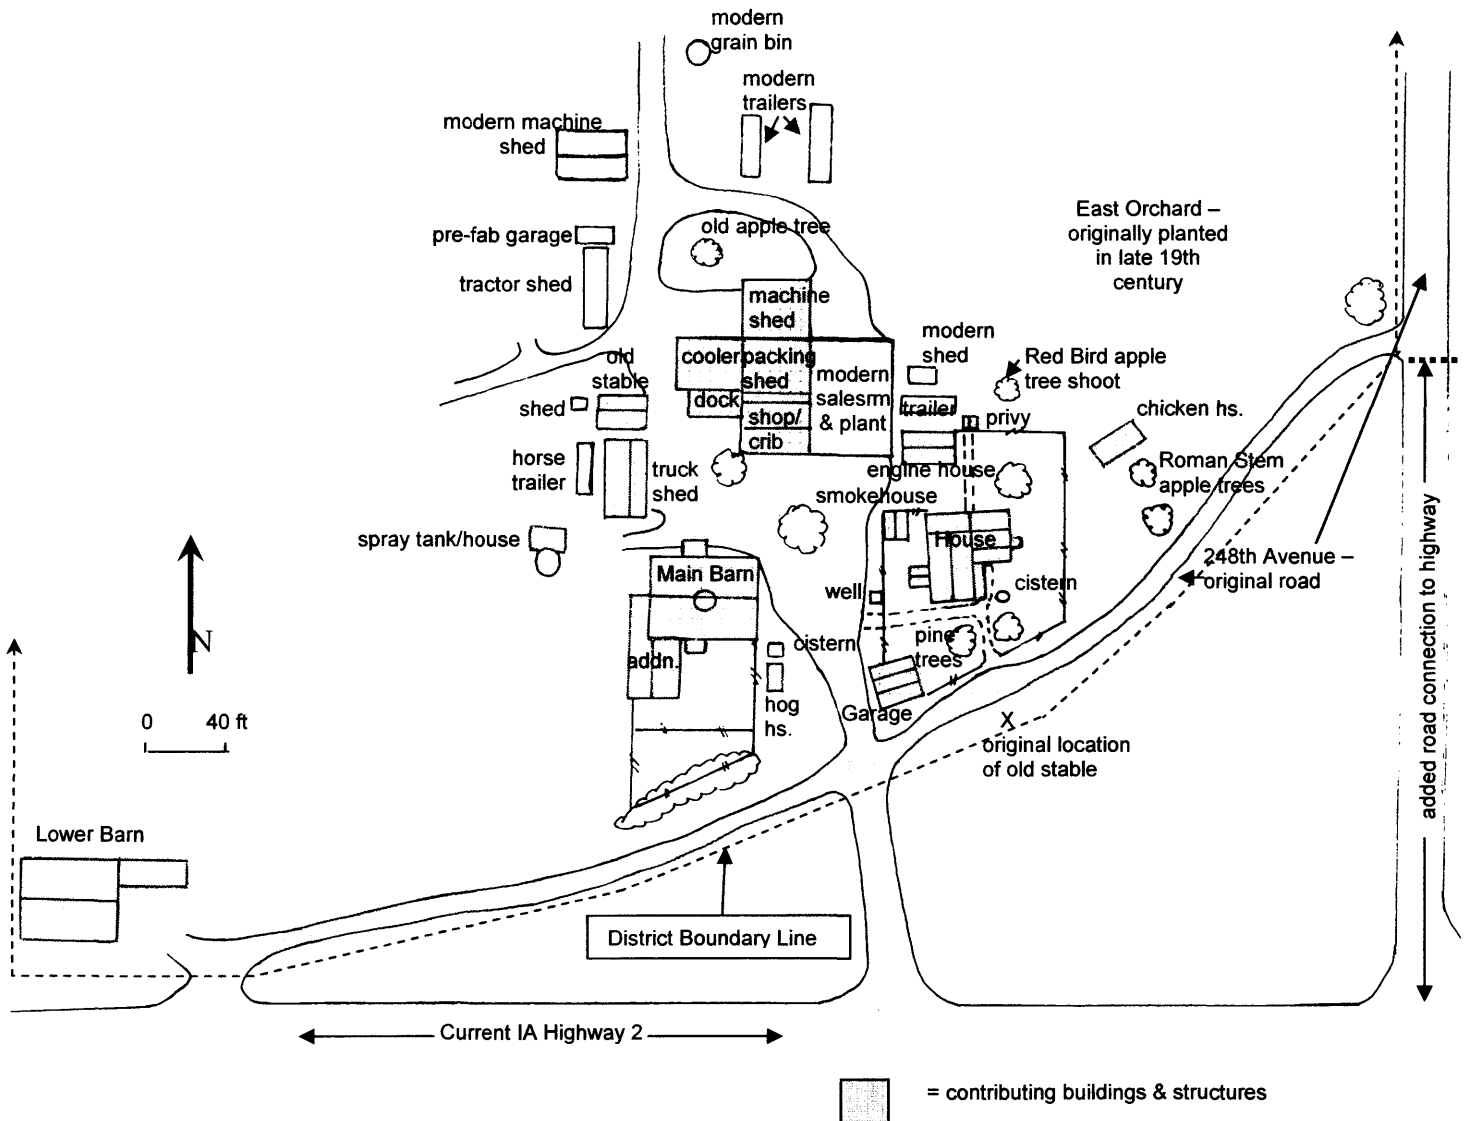 modern
grain bin
modern
trailers
modern machine
shed
East Orchard –
originally planted
in late 19th
century
pre-fab garage
old apple tree
tractor shed
machine
shed
modern
shed
old
stable
cooler
packing
shed
modern
salesrm
& plant
Red Bird apple
tree shoot
shed
dock
shop/
crib
trailer
privy
chicken hs.
horse
trailer
truck
shed
engine house
Roman Stem
apple trees
smokehouse
spray tank/house
House
248th Avenue –
original road
Main Barn
well
cistern
N
addn.
cistern
pine
trees
hog
hs.
Garage
0 40 ft
X
original location
of old stable
added road connection to highway
Lower Barn
District Boundary Line
Current IA Highway 2
= contributing buildings & structures